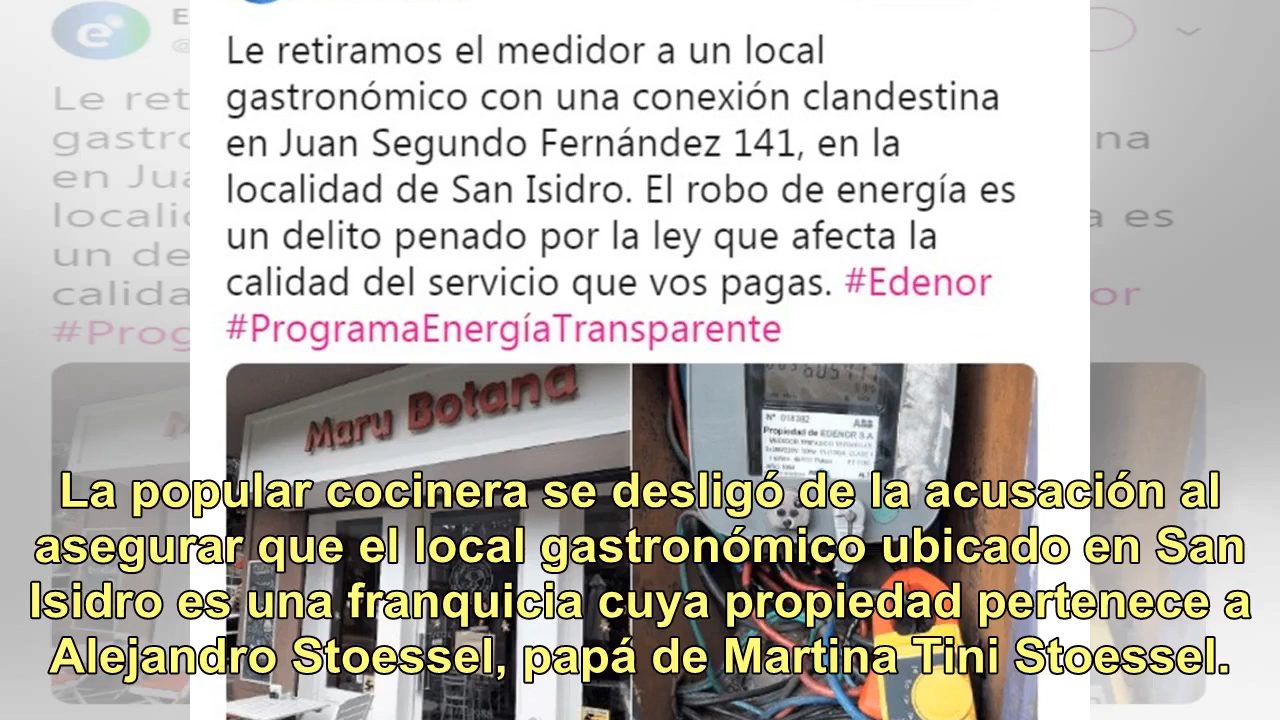 Le retiramos el medidor a un local
gastronómico con una conexión clandestina
en Juan Segundo Fernández 141, en la
localidad de San Isidro. El robo de energía es
un delito penado por la ley que afecta la
calidad del servicio que vos pagas. #Edenor
#ProgramaEnergíaTransparente
Maru Botana
Nº 018382 ABB
Propiedad de EDENOR S.A
La popular cocinera se desligó de la acusación al
asegurar que el local gastronómico ubicado en San
Isidro es una franquicia cuya propiedad pertenece a
Alejandro Stoessel, papá de Martina Tini Stoessel.